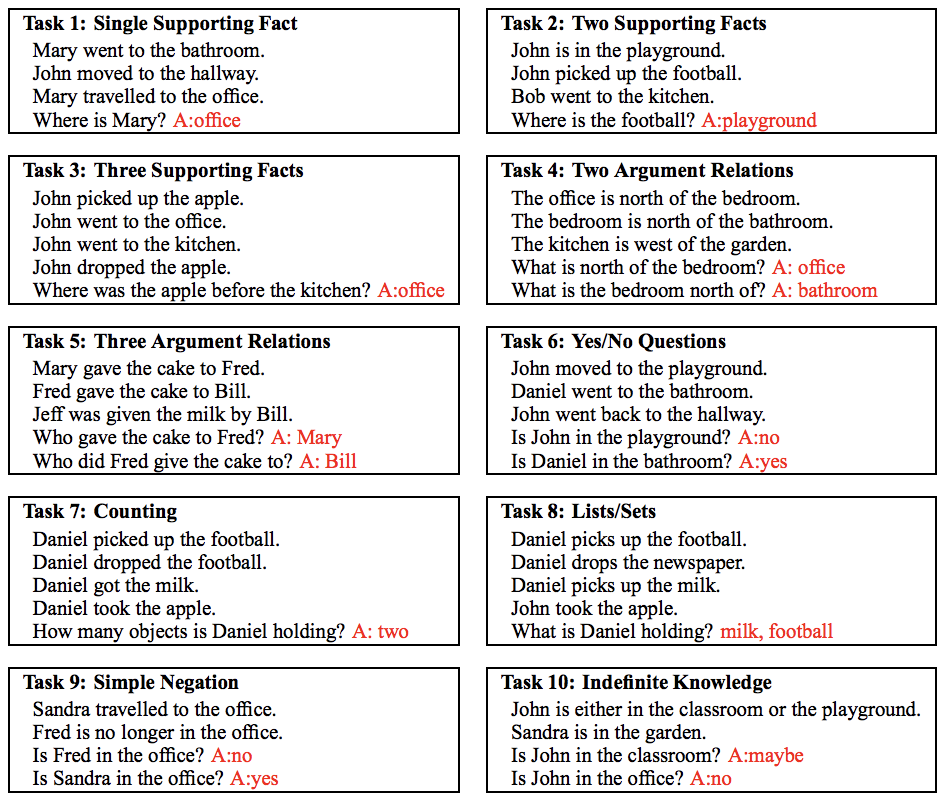 Task 1: Single Supporting Fact
Mary went to the bathroom.
John moved to the hallway.
Mary travelled to the office.
Where is Mary? A:office
Task 2: Two Supporting Facts
John is in the playground.
John picked up the football.
Bob went to the kitchen.
Where is the football? A:playground
Task 3: Three Supporting Facts
John picked up the apple.
John went to the office.
John went to the kitchen.
John dropped the apple.
Where was the apple before the kitchen? A:office
Task 4: Two Argument Relations
The office is north of the bedroom.
The bedroom is north of the bathroom.
The kitchen is west of the garden.
What is north of the bedroom? A: office
What is the bedroom north of? A: bathroom
Task 5: Three Argument Relations
Mary gave the cake to Fred.
Fred gave the cake to Bill.
Jeff was given the milk by Bill.
Who gave the cake to Fred? A: Mary
Who did Fred give the cake to? A: Bill
Task 6: Yes/No Questions
John moved to the playground.
Daniel went to the bathroom.
John went back to the hallway.
Is John in the playground? A:no
Is Daniel in the bathroom? A:yes
Task 7: Counting
Daniel picked up the football.
Daniel dropped the football.
Daniel got the milk.
Daniel took the apple.
How many objects is Daniel holding? A: two
Task 8: Lists/Sets
Daniel picks up the football.
Daniel drops the newspaper.
Daniel picks up the milk.
John took the apple.
What is Daniel holding? milk, football
Task 9: Simple Negation
Sandra travelled to the office.
Fred is no longer in the office.
Is Fred in the office? A:no
Is Sandra in the office? A:yes
Task 10: Indefinite Knowledge
John is either in the classroom or the playground.
Sandra is in the garden.
Is John in the classroom? A:maybe
Is John in the office? A:no